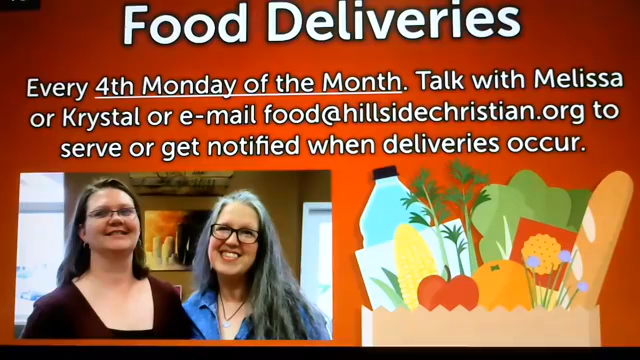 Food Deliveries
Every 4th Monday of the Month. Talk with Melissa
or Krystal or e-mail food@hillsidechristian.org to
serve or get notified when deliveries occur.